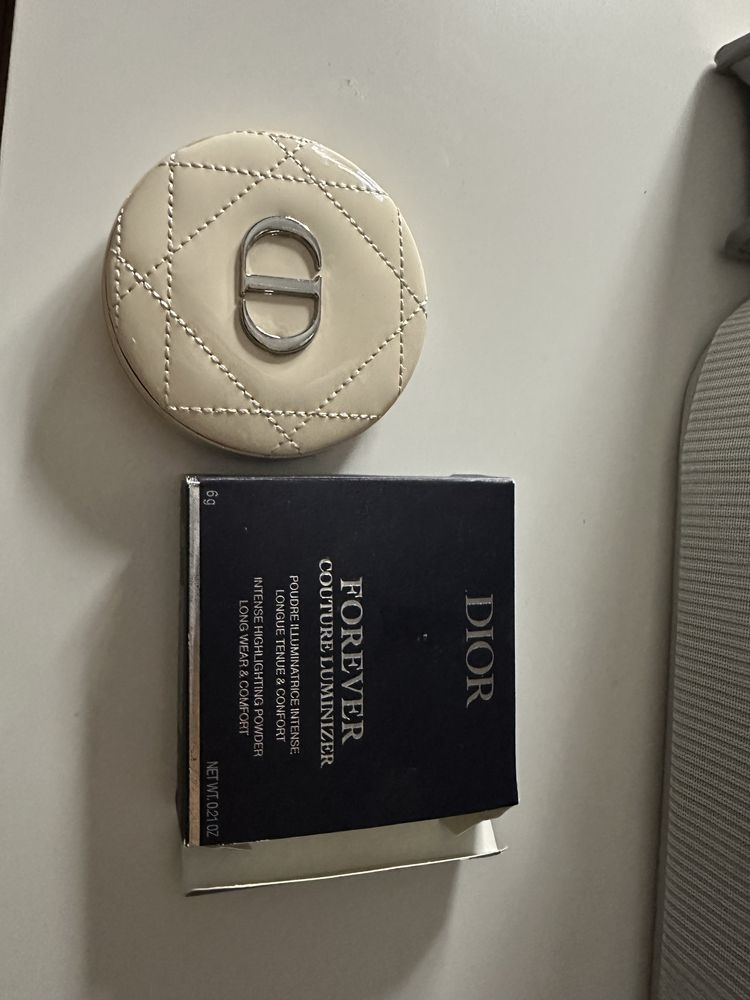 DIOR
FOREVER
COUTURE LUMINIZER
POUDRE ILLUMINATRICE INTENSE
LONGUE TENUE & CONFORT
INTENSE HIGHLIGHTING POWDER
LONG WEAR & COMFORT
6 g
NET WT. 0.21 OZ
CD